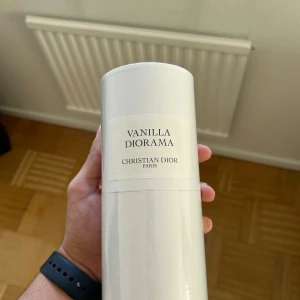 VANILLA
DIORAMA
CHRISTIAN DIOR
PARIS